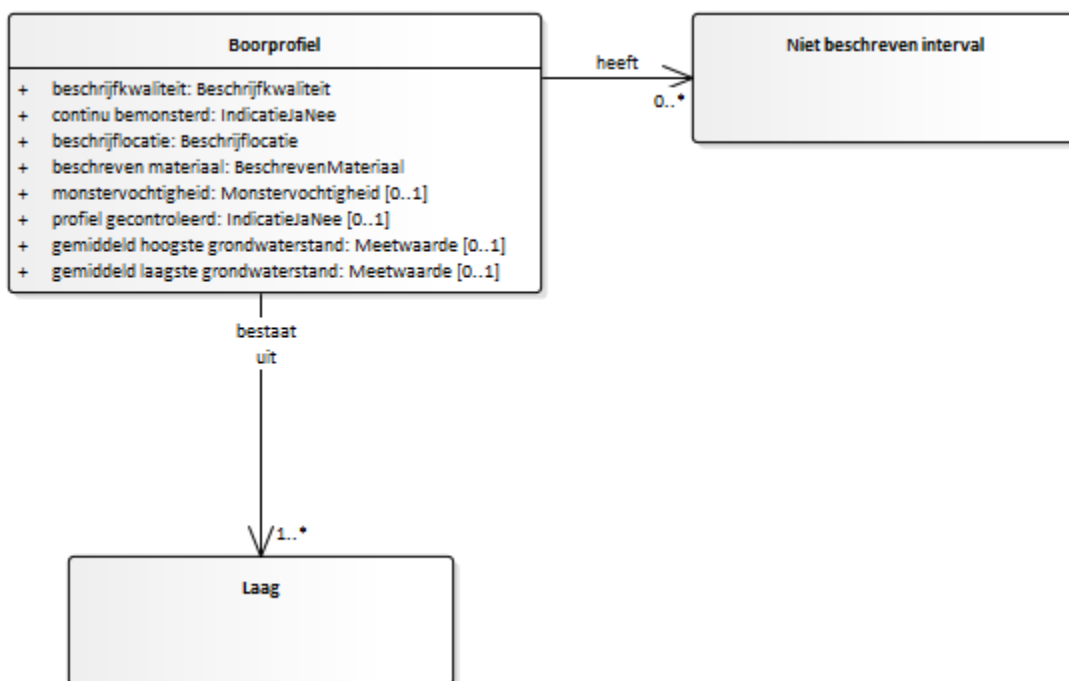 Boorprofiel
+ beschrijfkwaliteit: Beschrijfkwaliteit
+ continu bemonsterd: IndicatieJaNee
+ beschrijflocatie: Beschrijflocatie
+ beschreven materiaal: BeschrevenMateriaal
+ monstervochtigheid: Monstervochtigheid [0..1]
+ profiel gecontroleerd: IndicatieJaNee [0..1]
+ gemiddeld hoogste grondwaterstand: Meetwaarde [0..1]
+ gemiddeld laagste grondwaterstand: Meetwaarde [0..1]
heeft
0..*
Niet beschreven interval
bestaat
uit
1..*
Laag